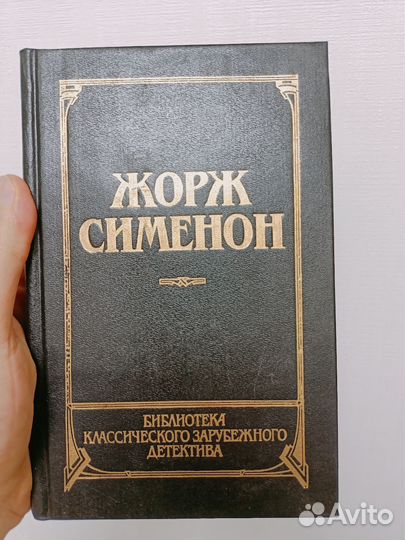 ЖОРЖ
СИМЕНОН
БИБЛИОТЕКА
КЛАССИЧЕСКОГО ЗАРУБЕЖНОГО
ДЕТЕКТИВА
Avito